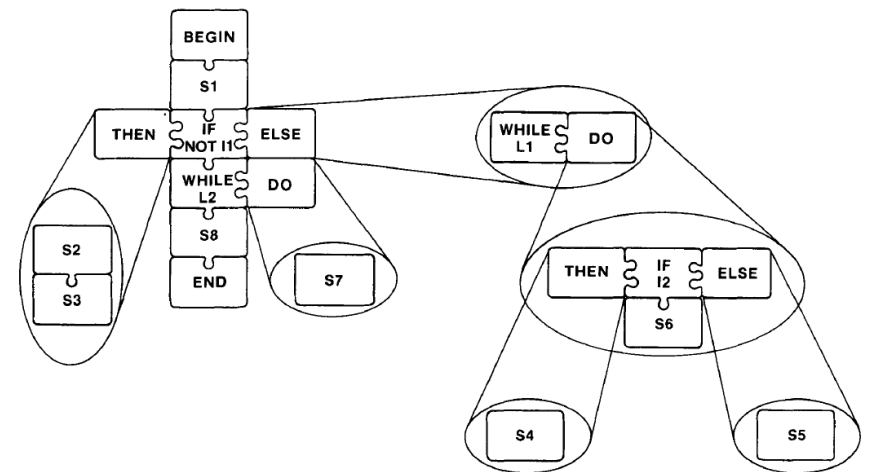 BEGIN
S1
THEN
IF
NOT I1
ELSE
WHILE
L2
DO
S8
END
S2
S3
S7
WHILE
L1
DO
THEN
IF
I2
ELSE
S6
S4
S5